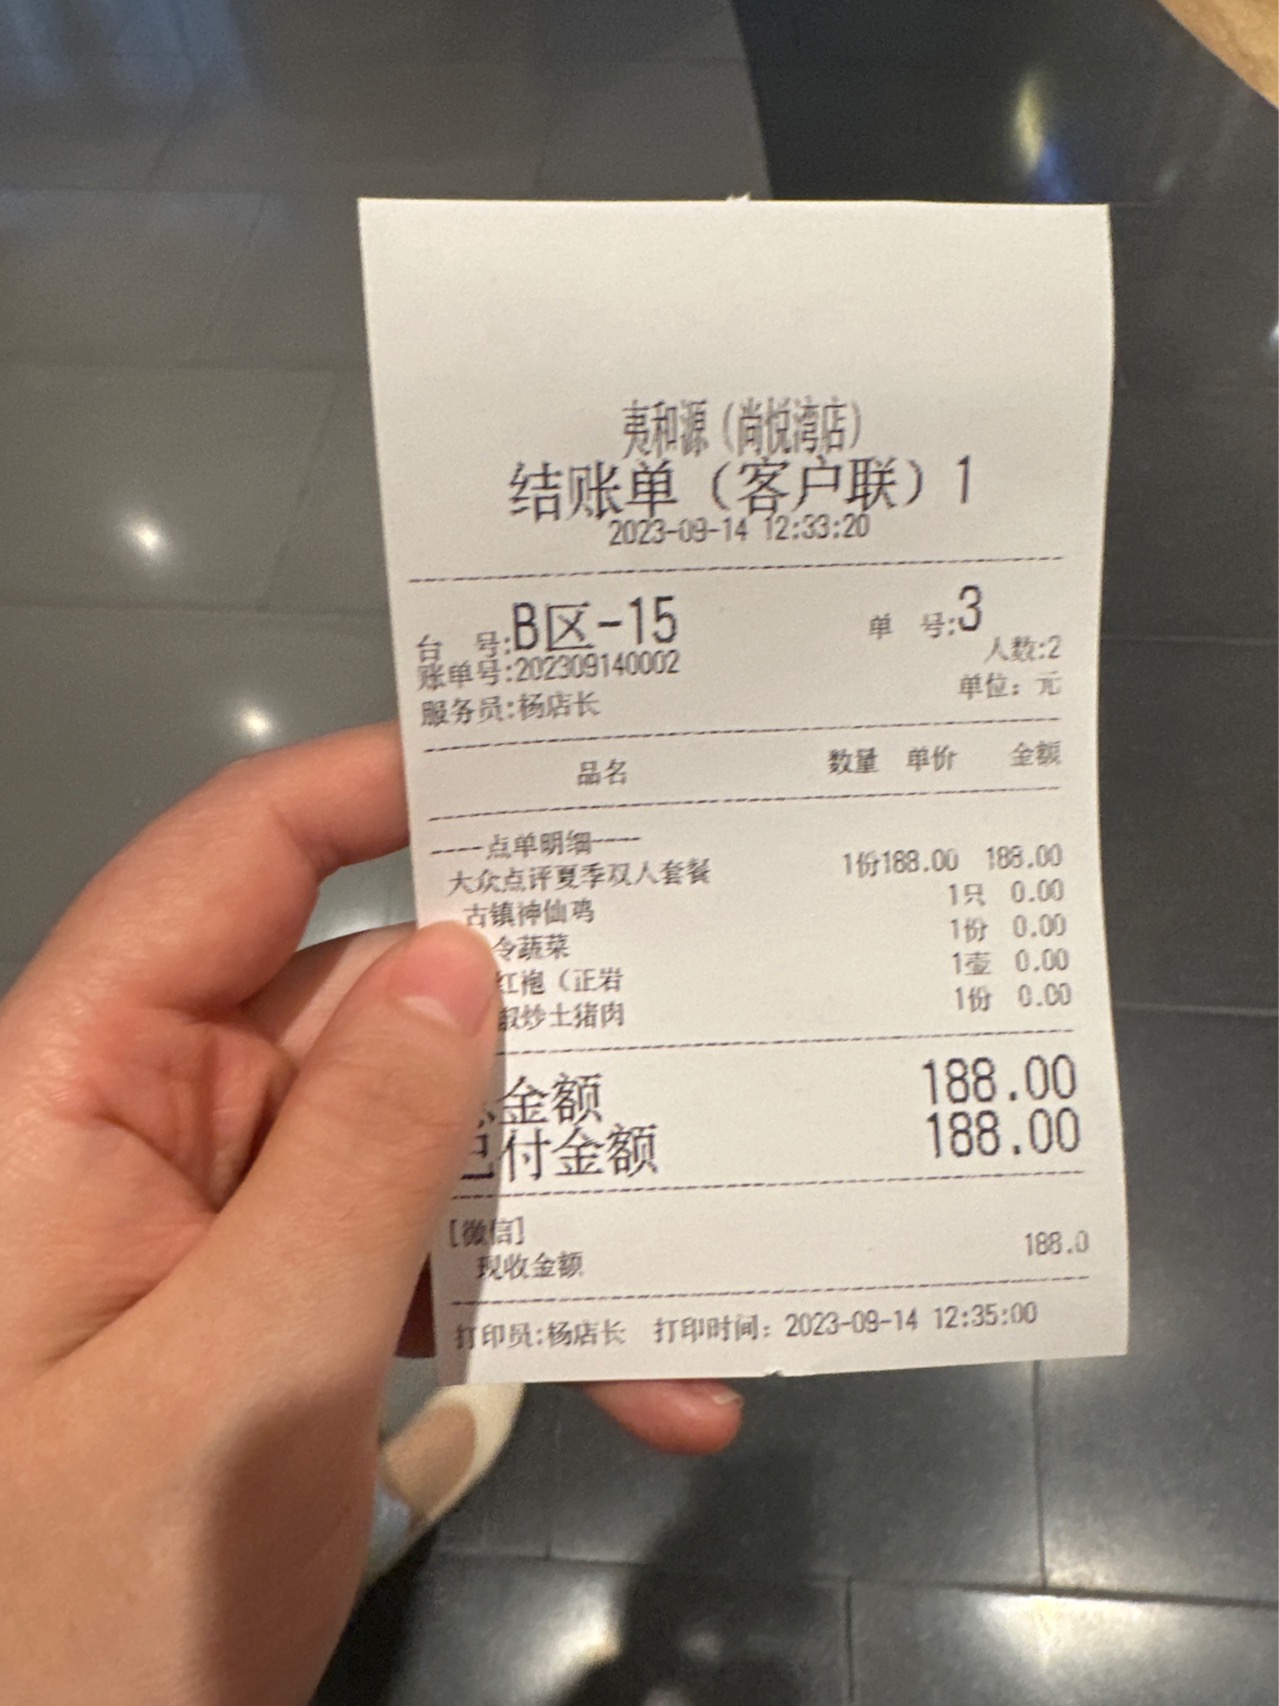 夷和源（尚悦湾店）
结账单（客户联）1
2023-09-14 12:33:20
台 号:B区-15 单 号:3
账单号:202309140002 人数:2
服务员:杨店长 单位：元
品名 数量 单价 金额
----点单明细----
大众点评夏季双人套餐 1份188.00 188.00
古镇神仙鸡 1只 0.00
令蔬菜 1份 0.00
红袍（正岩 1壶 0.00
炒土猪肉 1份 0.00
金额 188.00
已付金额 188.00
[微信]
现收金额 188.0
打印员:杨店长 打印时间：2023-09-14 12:35:00